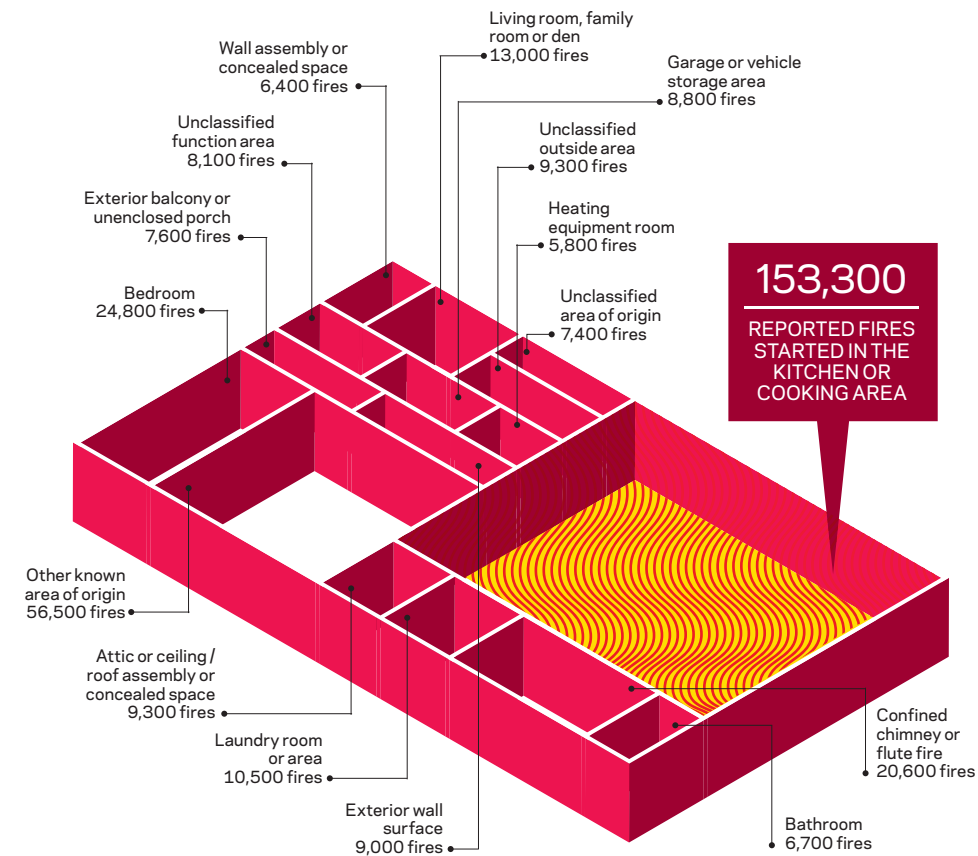 Living room, family
room or den
13,000 fires
Wall assembly or
concealed space
6,400 fires
Garage or vehicle
storage area
8,800 fires
Unclassified
function area
8,100 fires
Unclassified
outside area
9,300 fires
Exterior balcony or
unenclosed porch
7,600 fires
Heating
equipment room
5,800 fires
Bedroom
24,800 fires
Unclassified
area of origin
7,400 fires
153,300
REPORTED FIRES
STARTED IN THE
KITCHEN OR
COOKING AREA
Other known
area of origin
56,500 fires
Attic or ceiling /
roof assembly or
concealed space
9,300 fires
Laundry room
or area
10,500 fires
Exterior wall
surface
9,000 fires
Confined
chimney or
flute fire
20,600 fires
Bathroom
6,700 fires